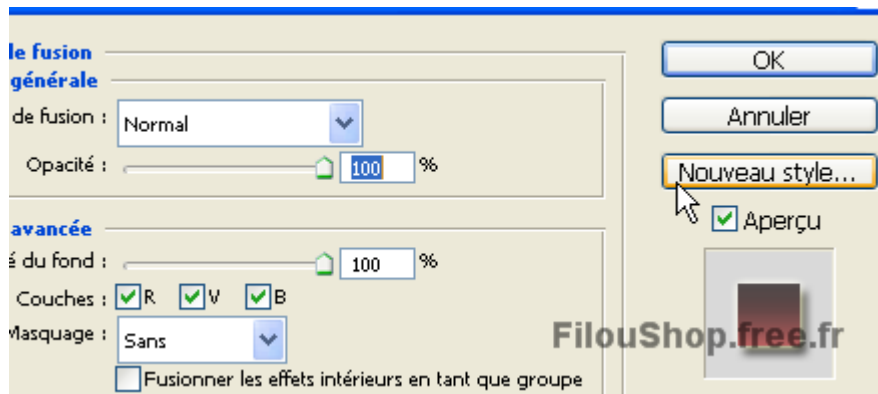 de fusion
générale
de fusion : Normal
Opacité : 100 %
avancée
é du fond : 100 %
Couches : R V B
Masquage : Sans
Fusionner les effets intérieurs en tant que groupe
OK
Annuler
Nouveau style...
Aperçu
FilouShop.free.fr